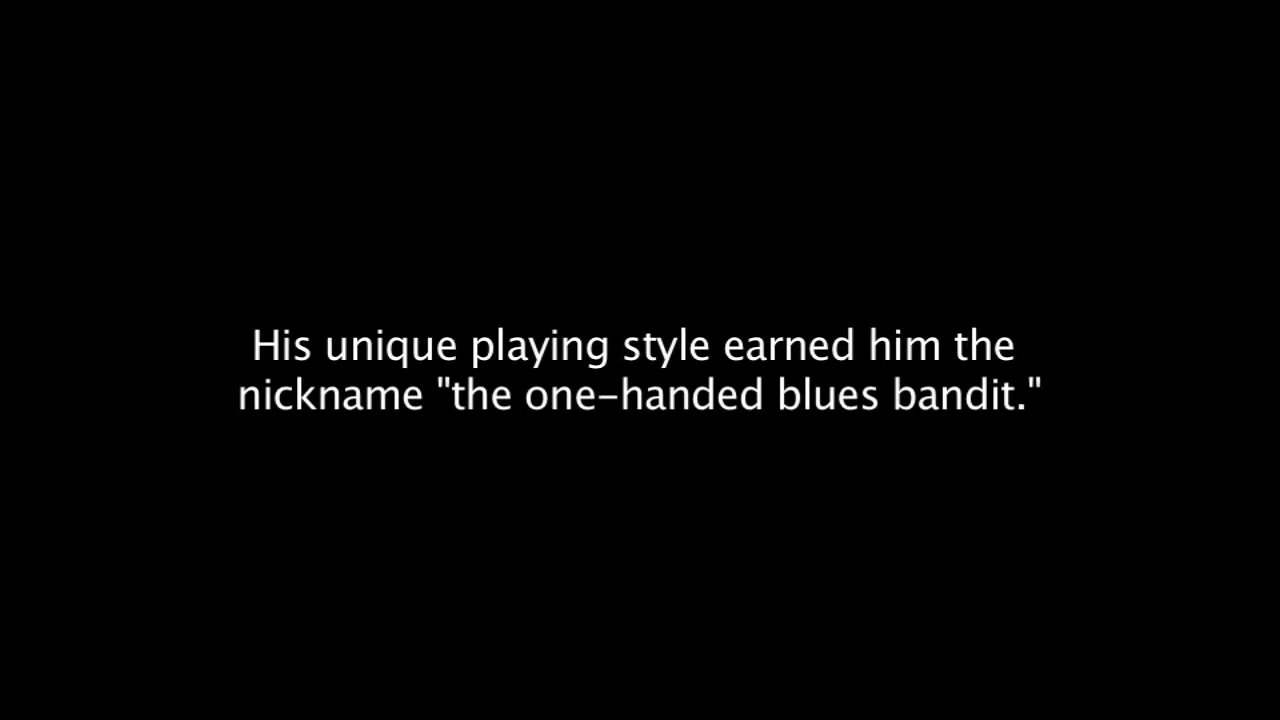 His unique playing style earned him the
nickname "the one-handed blues bandit."